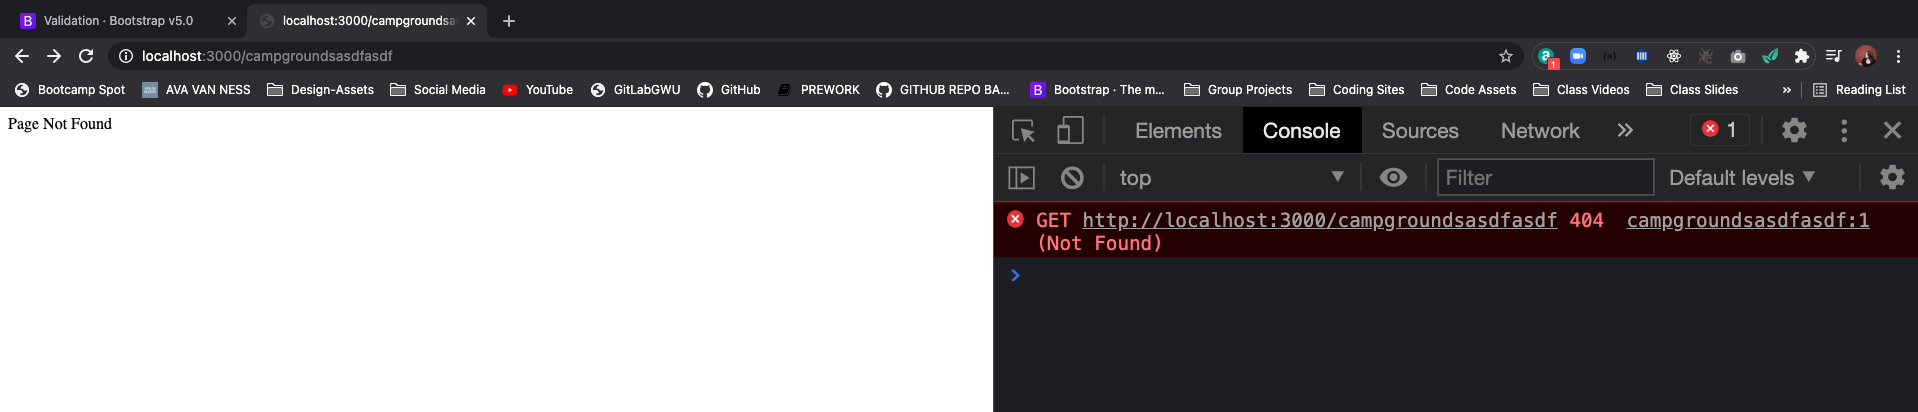 Validation · Bootstrap v5.0
localhost:3000/campgroundsa
localhost:3000/campgroundsasdfasdf
1
Bootcamp Spot AVA VAN NESS Design-Assets Social Media YouTube GitLabGWU GitHub PREWORK GITHUB REPO BA... Bootstrap · The m... Group Projects Coding Sites Code Assets Class Videos Class Slides » Reading List
Page Not Found
Elements Console Sources Network » 1
top Filter Default levels
GET http://localhost:3000/campgroundsasdfasdf 404 campgroundsasdfasdf:1
(Not Found)